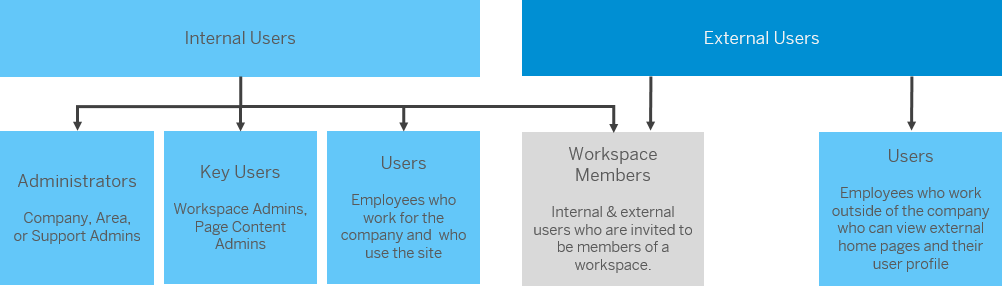 Internal Users
External Users
Administrators
Company, Area,
or Support Admins
Key Users
Workspace Admins,
Page Content
Admins
Users
Employees who
work for the
company and who
use the site
Workspace
Members
Internal & external
users who are invited to
be members of a
workspace.
Users
Employees who work
outside of the company
who can view external
home pages and their
user profile